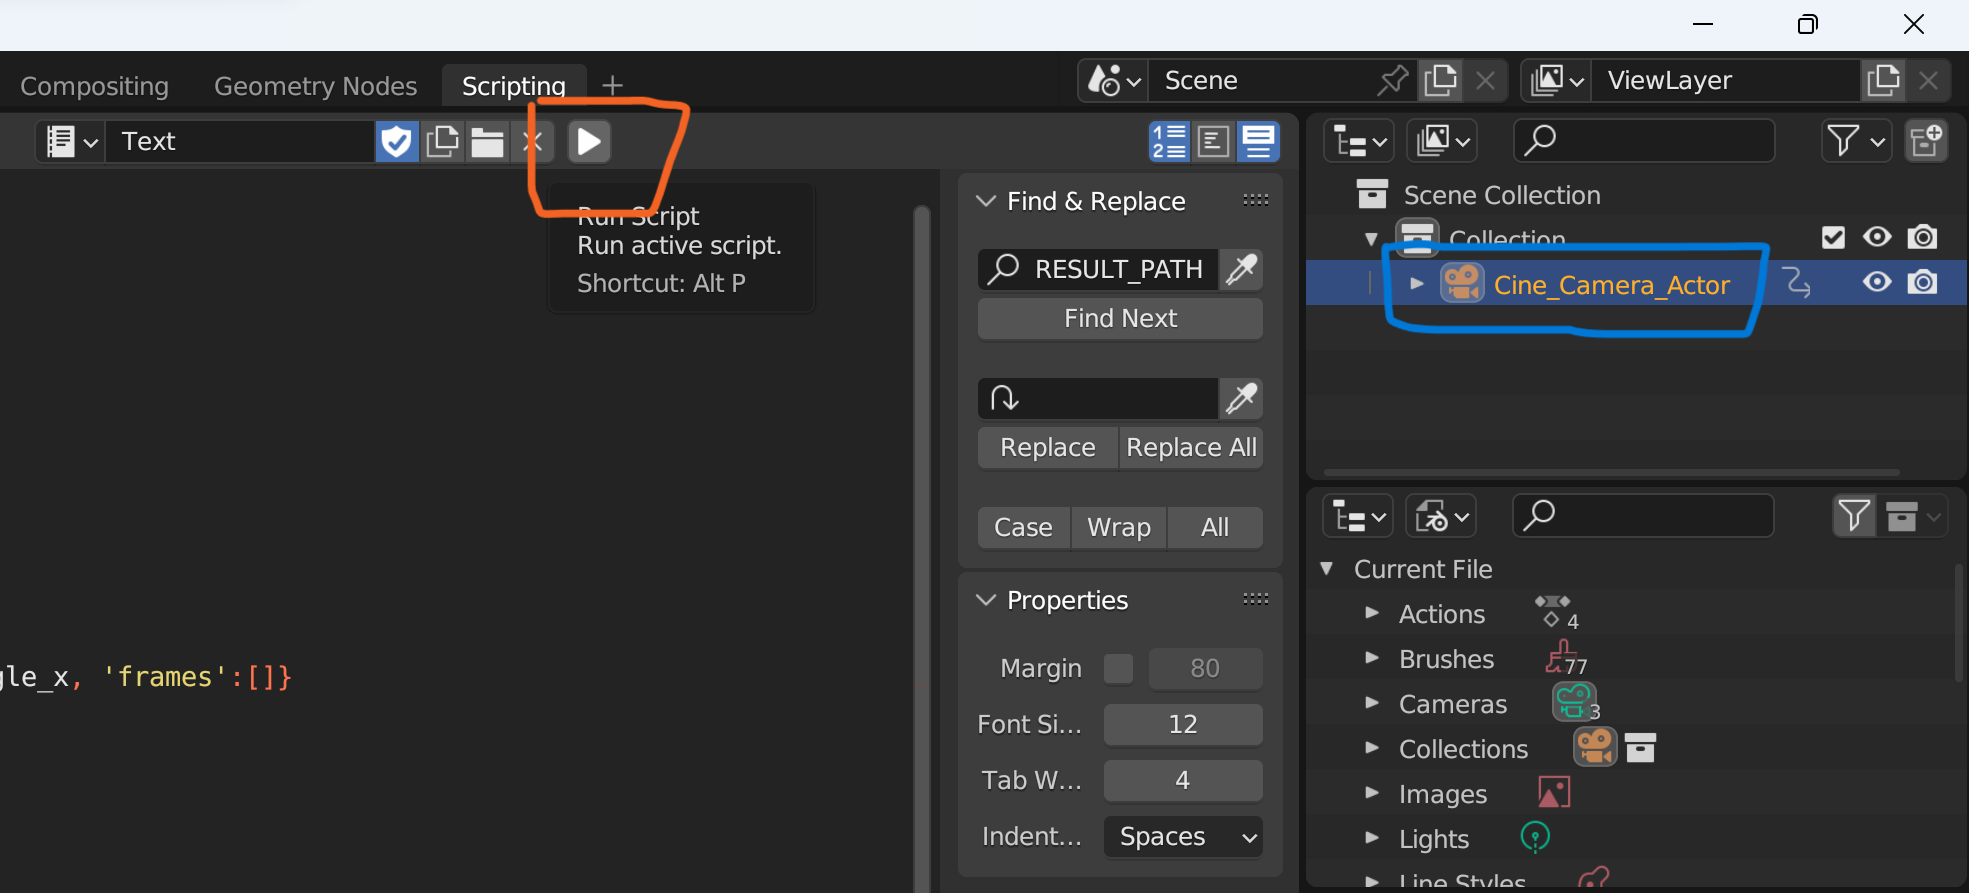 Compositing
Geometry Nodes
Scripting
Scene
ViewLayer
Text
Run Script
Run active script.
Shortcut: Alt P
gle_x, 'frames':[]}
Find & Replace
RESULT_PATH
Find Next
Replace
Replace All
Case
Wrap
All
Properties
Margin
80
Font Si...
12
Tab W...
4
Indent...
Spaces
Scene Collection
Collection
Cine_Camera_Actor
Current File
Actions
4
Brushes
77
Cameras
3
Collections
Images
Lights
Line Styles